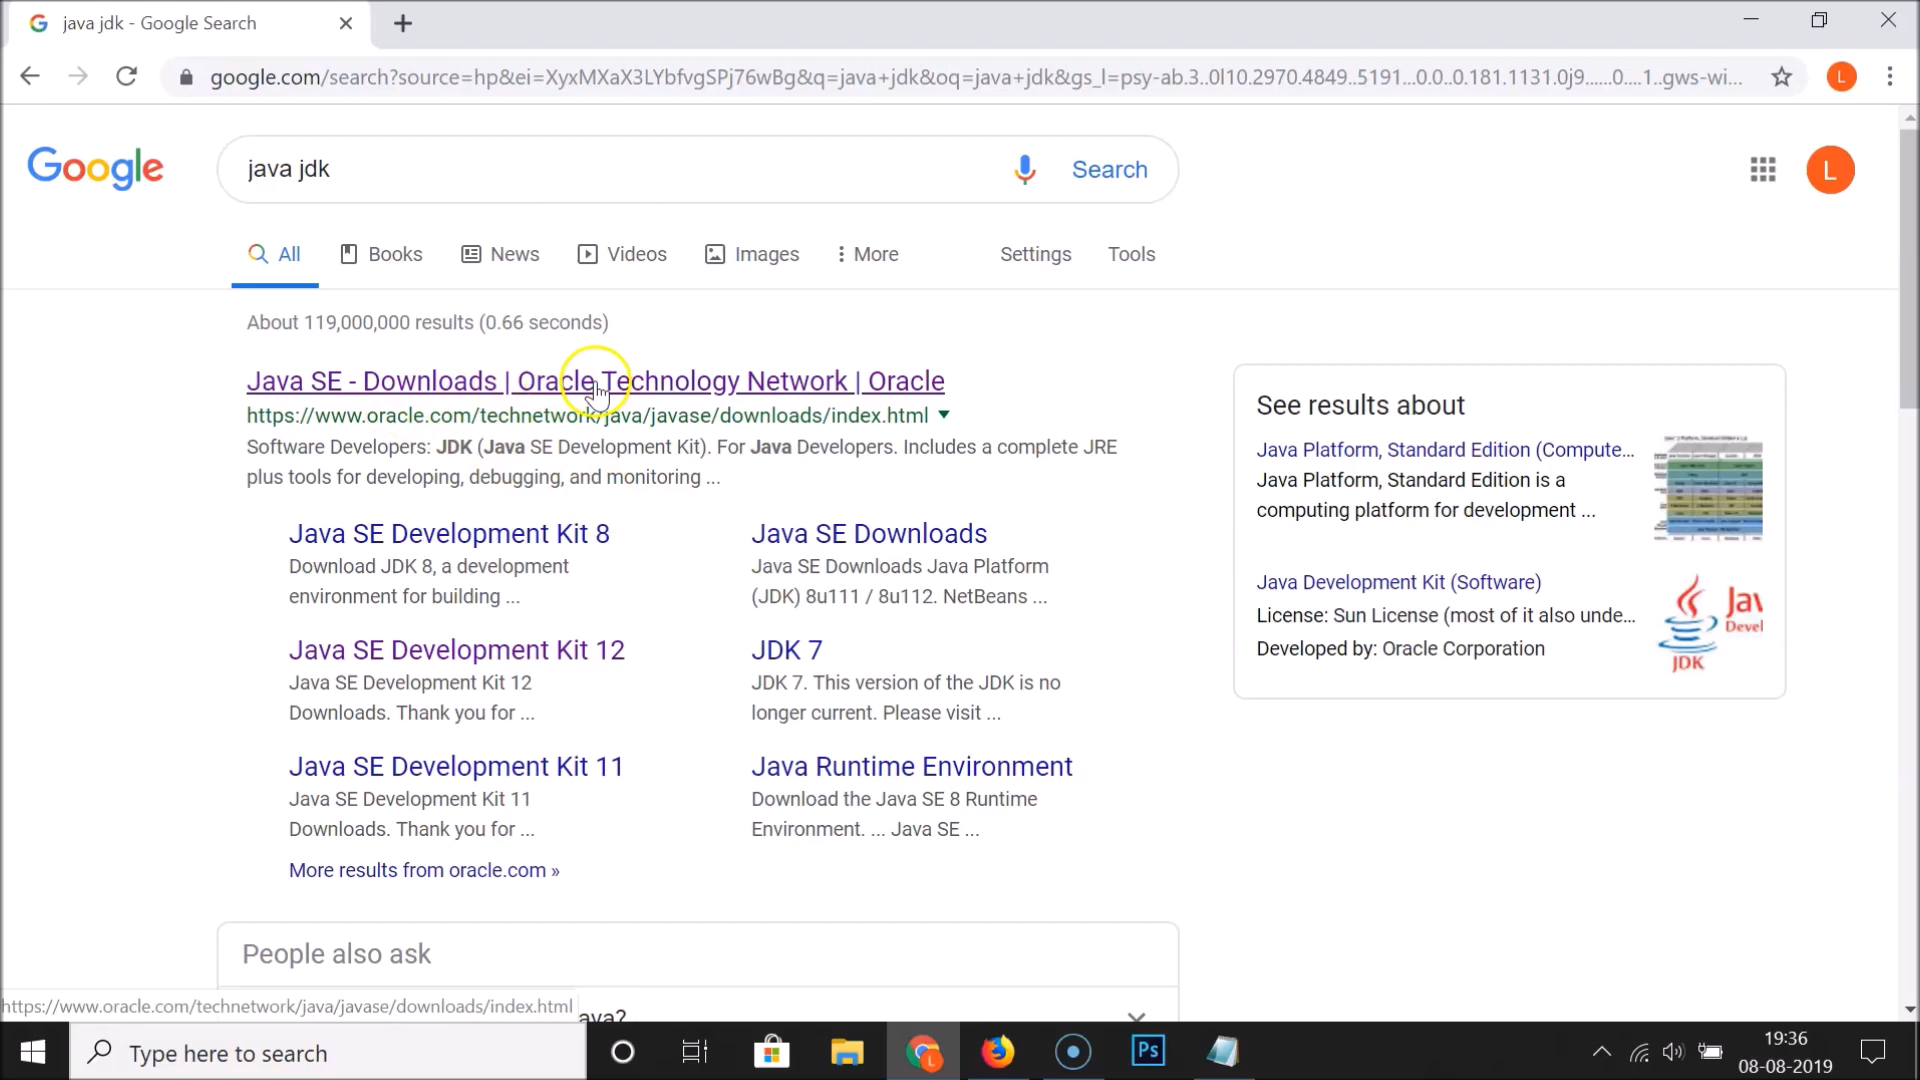 java jdk - Google Search
google.com/search?source=hp&ei=XyxMXaX3LYbfvgSPj76wBg&q=java+jdk&oq=java+jdk&gs_l=psy-ab.3..0l10.2970.4849..5191...0.0..0.181.1131.0j9......0....1..gws-wi...
L
Google
java jdk
Search
L
All
Books
News
Videos
Images
More
Settings
Tools
About 119,000,000 results (0.66 seconds)
Java SE - Downloads | Oracle Technology Network | Oracle
https://www.oracle.com/technetwork/java/javase/downloads/index.html
Software Developers: JDK (Java SE Development Kit). For Java Developers. Includes a complete JRE
plus tools for developing, debugging, and monitoring ...
Java SE Development Kit 8
Download JDK 8, a development
environment for building ...
Java SE Downloads
Java SE Downloads Java Platform
(JDK) 8u111 / 8u112. NetBeans ...
Java SE Development Kit 12
Java SE Development Kit 12
Downloads. Thank you for ...
JDK 7
JDK 7. This version of the JDK is no
longer current. Please visit ...
Java SE Development Kit 11
Java SE Development Kit 11
Downloads. Thank you for ...
Java Runtime Environment
Download the Java SE 8 Runtime
Environment. ... Java SE ...
More results from oracle.com »
See results about
Java Platform, Standard Edition (Compute...
Java Platform, Standard Edition is a
computing platform for development ...
Java Development Kit (Software)
License: Sun License (most of it also unde...
Developed by: Oracle Corporation
Jav
Devel
JDK
People also ask
ava?
https://www.oracle.com/technetwork/java/javase/downloads/index.html
Type here to search
L
Ps
19:36
08-08-2019